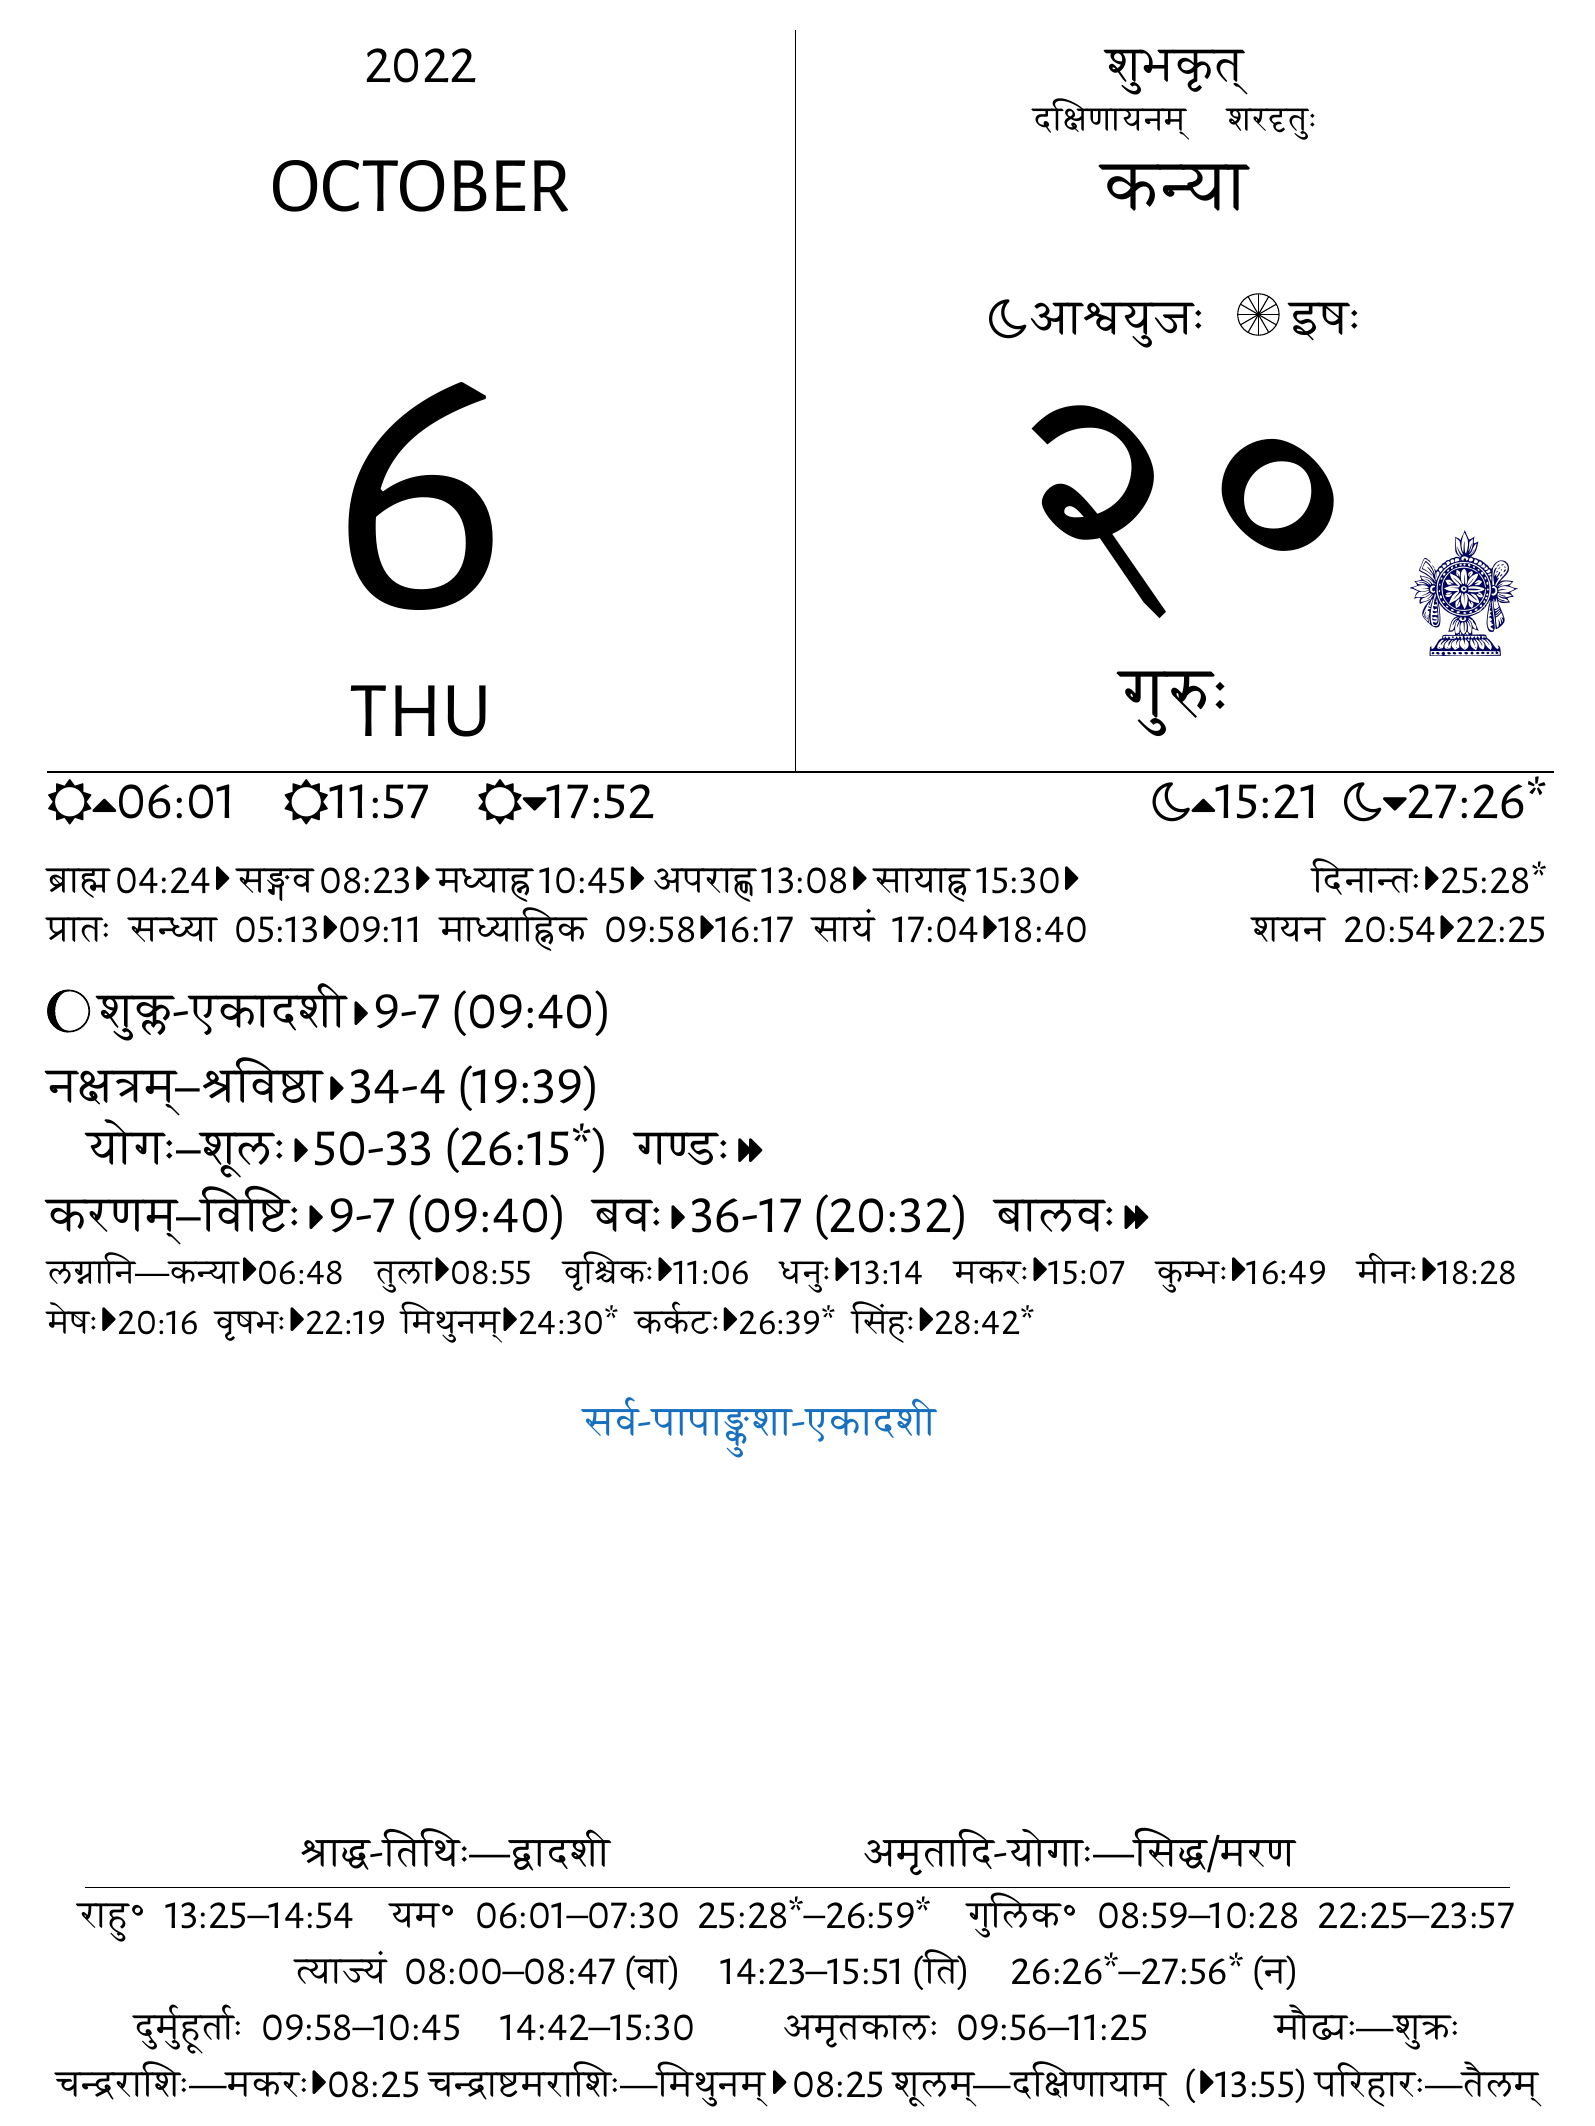 2022
OCTOBER
6
THU
शुभकृत्
दक्षिणायनम् शरदृतुः
कन्या
आश्वयुजः इषः
२०
गुरुः
06:01 11:57 17:52 15:21 27:26*
ब्राह्म 04:24 सङ्गव 08:23 मध्याह्न 10:45 अपराह्ण 13:08 सायाह्न 15:30 दिनान्तः 25:28*
प्रातः सन्ध्या 05:13 09:11 माध्याह्निक 09:58 16:17 सायं 17:04 18:40 शयन 20:54 22:25
शुक्ल-एकादशी 9-7 (09:40)
नक्षत्रम्–श्रविष्ठा 34-4 (19:39)
योगः–शूलः 50-33 (26:15*) गण्डः
करणम्–विष्टिः 9-7 (09:40) बवः 36-17 (20:32) बालवः
लग्नानि—कन्या 06:48 तुला 08:55 वृश्चिकः 11:06 धनुः 13:14 मकरः 15:07 कुम्भः 16:49 मीनः 18:28
मेषः 20:16 वृषभः 22:19 मिथुनम् 24:30* कर्कटः 26:39* सिंहः 28:42*
सर्व-पापाङ्कुशा-एकादशी
श्राद्ध-तिथिः—द्वादशी अमृतादि-योगाः—सिद्ध/मरण
राहु॰ 13:25–14:54 यम॰ 06:01–07:30 25:28*–26:59* गुलिक॰ 08:59–10:28 22:25–23:57
त्याज्यं 08:00–08:47 (वा) 14:23–15:51 (ति) 26:26*–27:56* (न)
दुर्मुहूर्ताः 09:58–10:45 14:42–15:30 अमृतकालः 09:56–11:25 मौढ्यः—शुक्रः
चन्द्रराशिः—मकरः 08:25 चन्द्राष्टमराशिः—मिथुनम् 08:25 शूलम्—दक्षिणायाम् (13:55) परिहारः—तैलम्